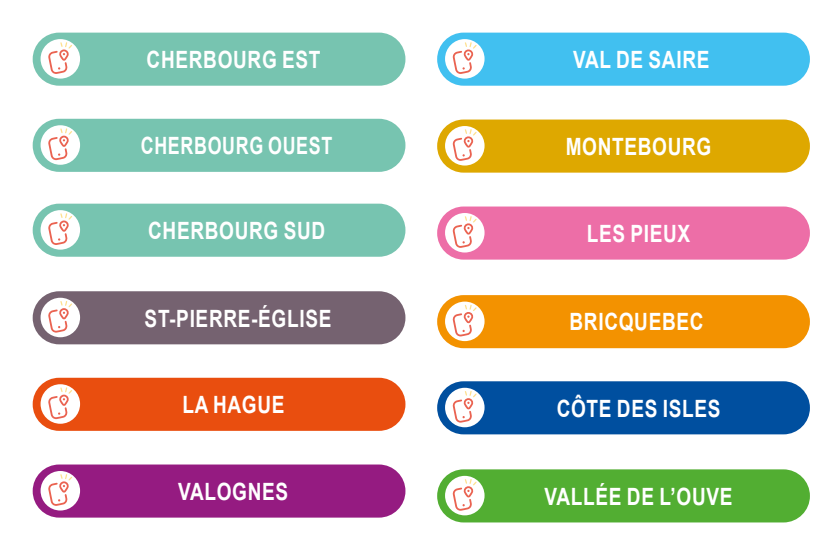 CHERBOURG EST
CHERBOURG OUEST
CHERBOURG SUD
ST-PIERRE-ÉGLISE
LA HAGUE
VALOGNES
VAL DE SAIRE
MONTEBOURG
LES PIEUX
BRICQUEBEC
CÔTE DES ISLES
VALLÉE DE L’OUVE